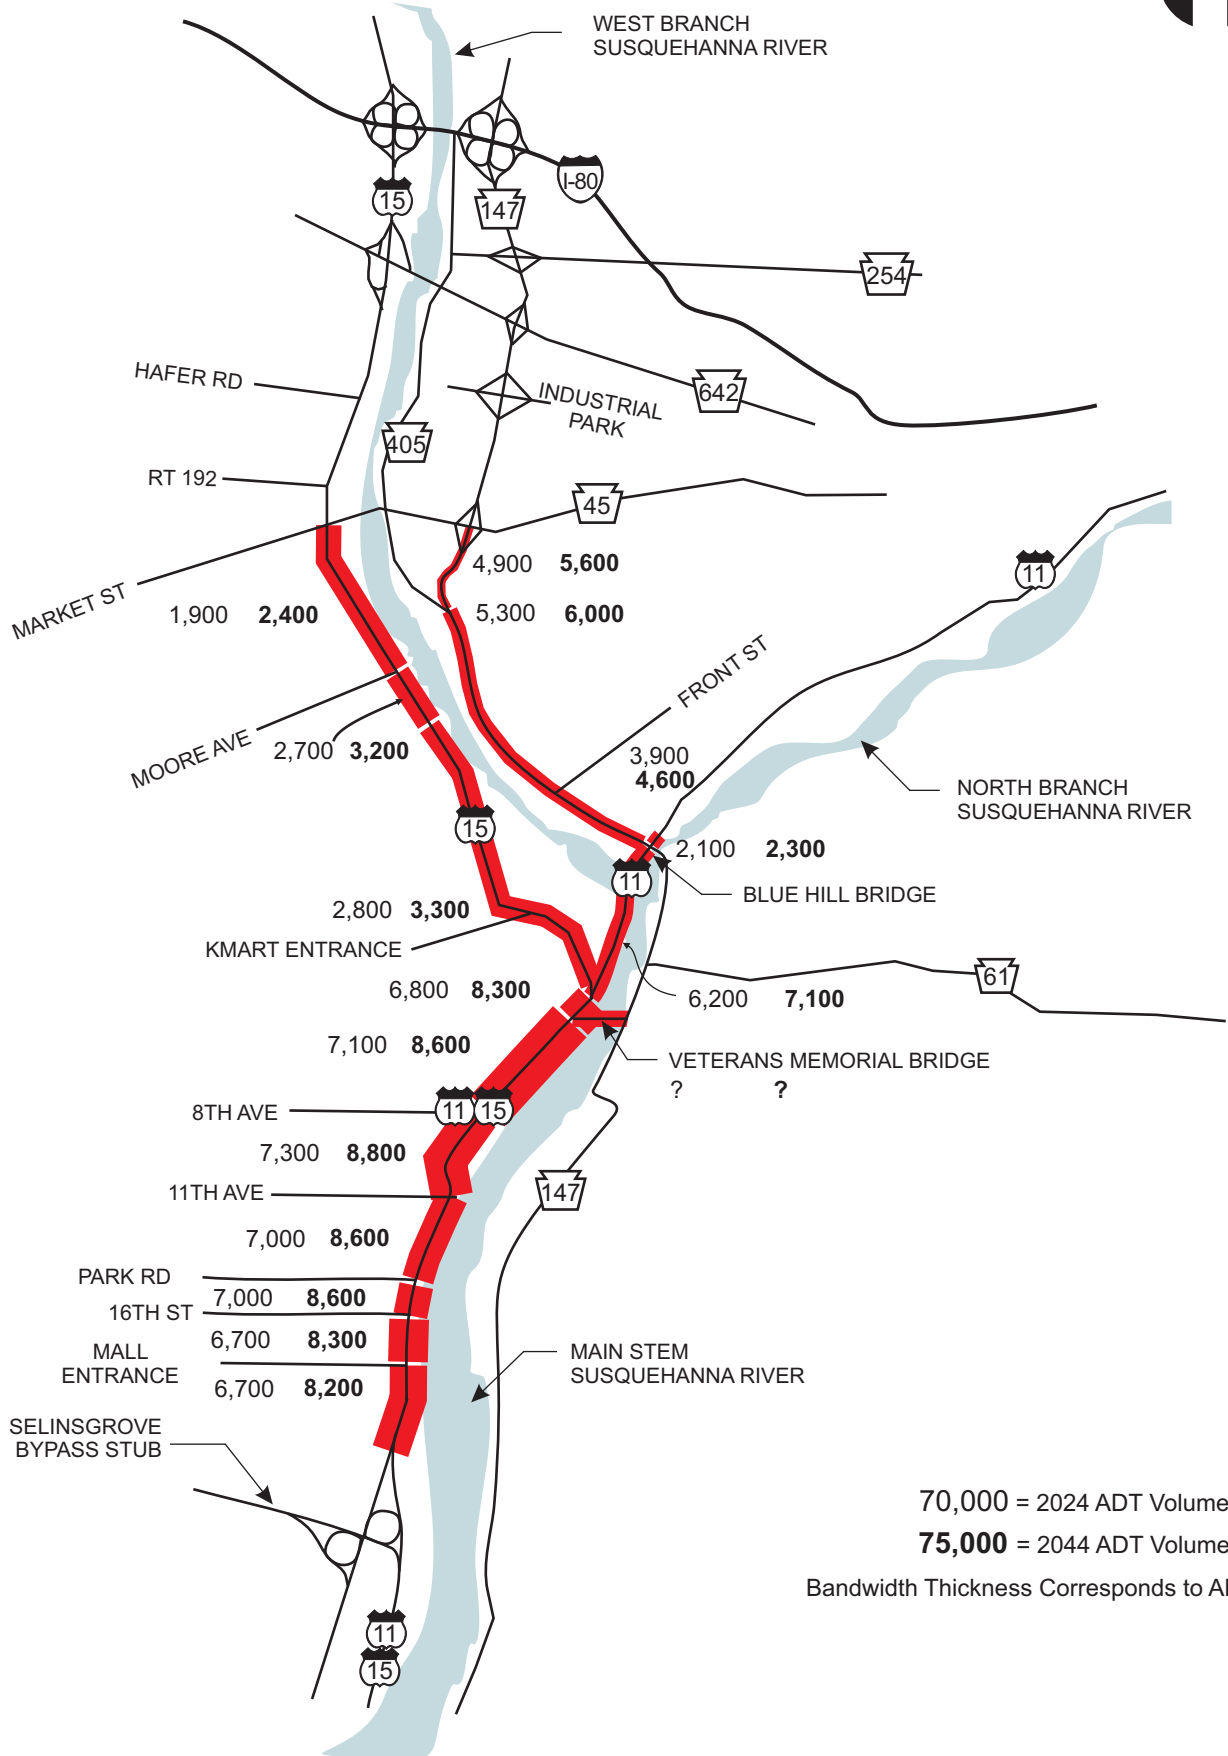 WEST BRANCH
SUSQUEHANNA RIVER
I-80
15
147
254
HAFER RD
INDUSTRIAL
PARK
642
405
RT 192
45
4,900 5,600
11
MARKET ST
1,900 2,400
5,300 6,000
FRONT ST
MOORE AVE
2,700 3,200
3,900
4,600
NORTH BRANCH
SUSQUEHANNA RIVER
15
2,100 2,300
11
BLUE HILL BRIDGE
2,800 3,300
KMART ENTRANCE
61
6,800 8,300
6,200 7,100
7,100 8,600
VETERANS MEMORIAL BRIDGE
? ?
8TH AVE
11 15
7,300 8,800
11TH AVE
147
7,000 8,600
PARK RD
7,000 8,600
16TH ST
6,700 8,300
MALL
ENTRANCE
MAIN STEM
SUSQUEHANNA RIVER
6,700 8,200
SELINSGROVE
BYPASS STUB
70,000 = 2024 ADT Volume
75,000 = 2044 ADT Volume
Bandwidth Thickness Corresponds to
11
15